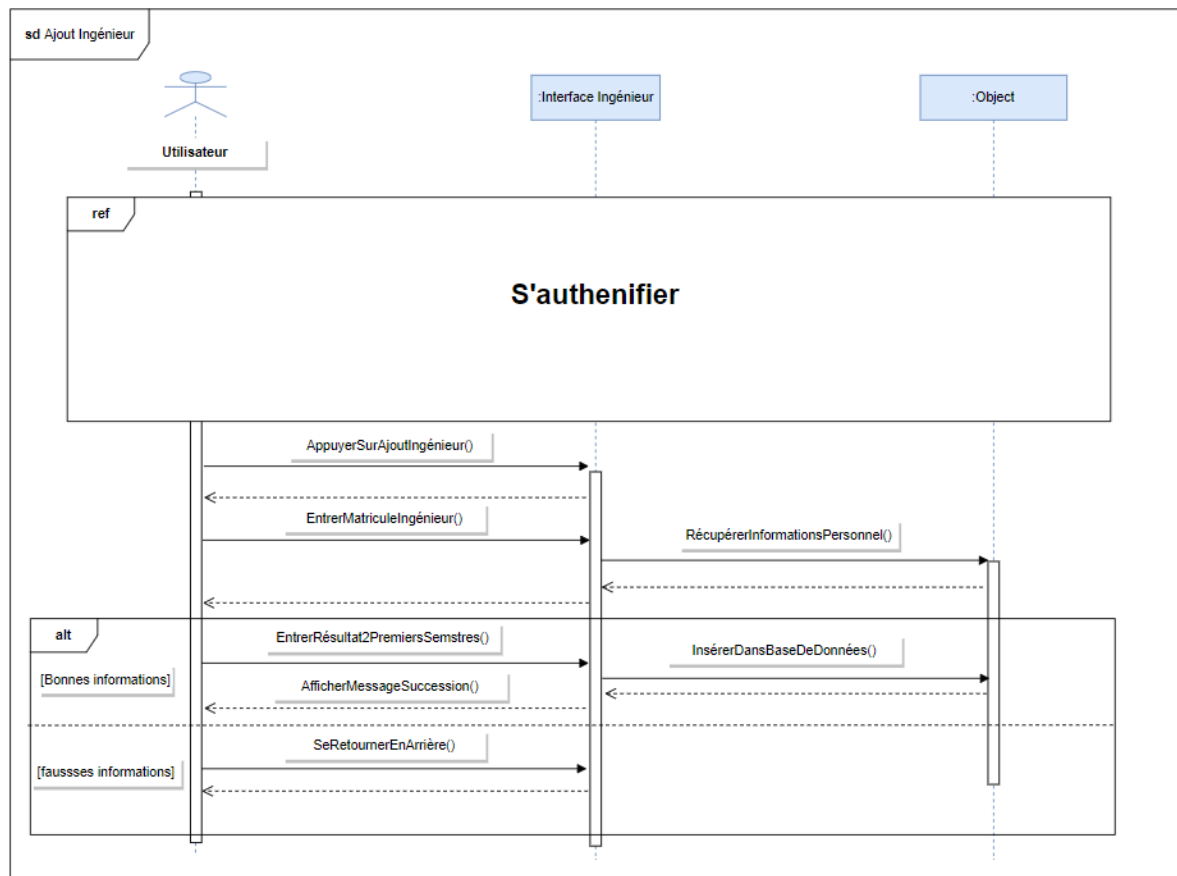 sd Ajout Ingénieur
:Interface Ingénieur
:Object
Utilisateur
ref
S'authenifier
AppuyerSurAjoutIngénieur()
EntrerMatriculeIngénieur()
RécupérerInformationsPersonnel()
alt
EntrerRésultat2PremiersSemstres()
InsérerDansBaseDeDonnées()
[Bonnes informations]
AfficherMessageSuccession()
SeRetournerEnArrière()
[faussses informations]